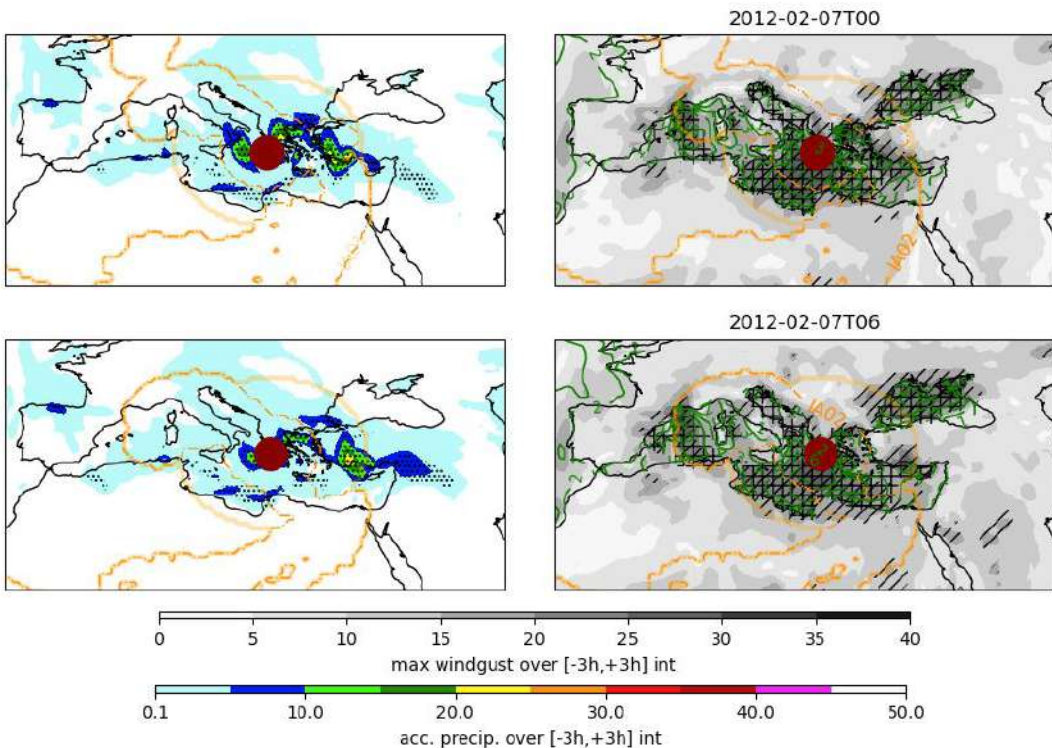 2012-02-07T00
IA02
2012-02-07T06
IA02
0 5 10 15 20 25 30 35 40
max windgust over [-3h,+3h] int
0.1 10.0 20.0 30.0 40.0 50.0
acc. precip. over [-3h,+3h] int